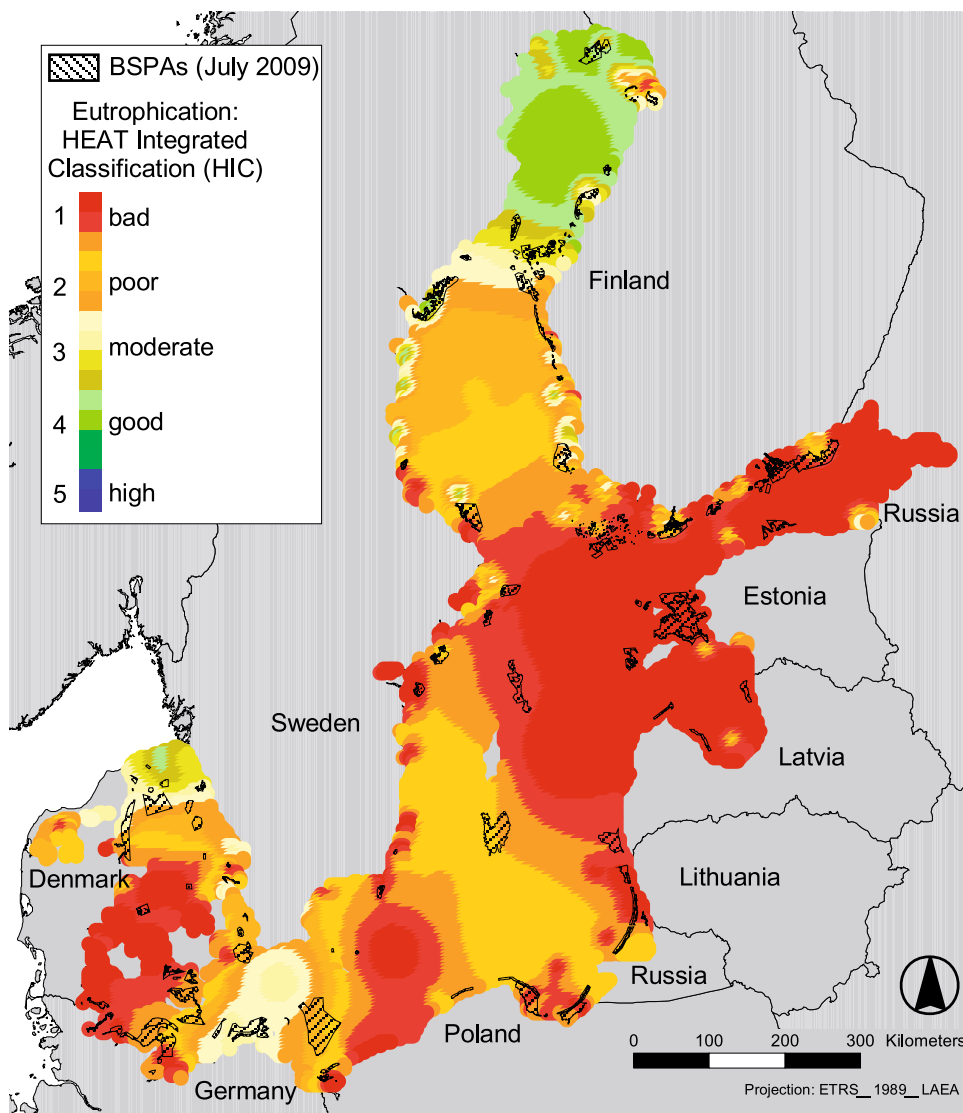 BSPAs (July 2009)
Eutrophication:
HEAT Integrated
Classification (HIC)
1 bad
2 poor
3 moderate
4 good
5 high
Finland
Russia
Estonia
Sweden
Latvia
Denmark
Lithuania
Russia
Poland
Germany
0 100 200 300 Kilometers
Projection: ETRS__1989__LAEA